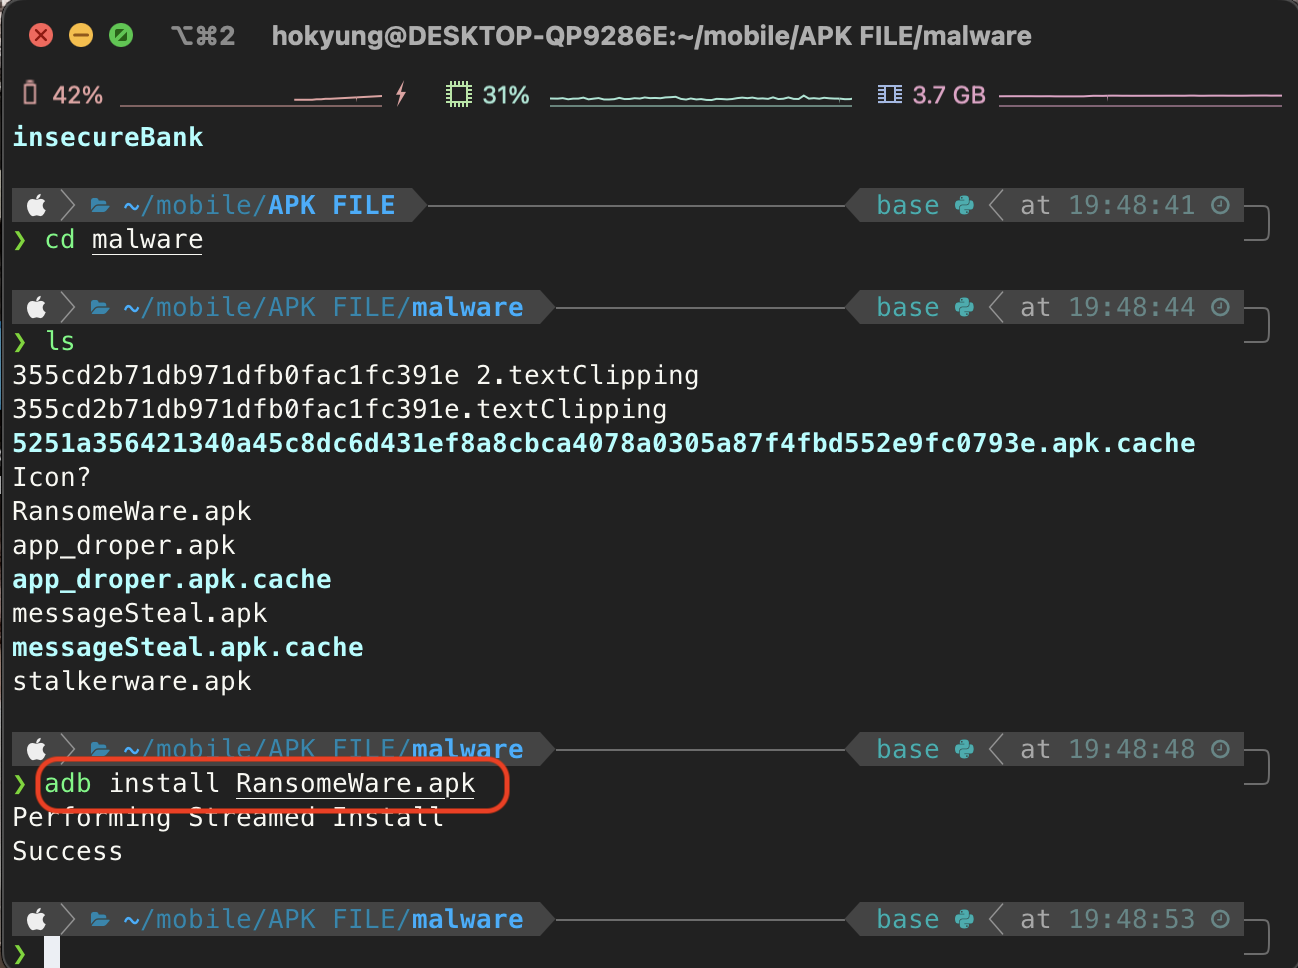 ⌥⌘2 hokyung@DESKTOP-QP9286E:~/mobile/APK FILE/malware
42% 31% 3.7 GB
insecureBank
~/mobile/APK FILE base at 19:48:41
❯ cd malware
~/mobile/APK FILE/malware base at 19:48:44
❯ ls
355cd2b71db971dfb0fac1fc391e 2.textClipping
355cd2b71db971dfb0fac1fc391e.textClipping
5251a356421340a45c8dc6d431ef8a8cbca4078a0305a87f4fbd552e9fc0793e.apk.cache
Icon?
RansomeWare.apk
app_droper.apk
app_droper.apk.cache
messageSteal.apk
messageSteal.apk.cache
stalkerware.apk
~/mobile/APK FILE/malware base at 19:48:48
❯ adb install RansomeWare.apk
Performing Streamed Install
Success
~/mobile/APK FILE/malware base at 19:48:53
❯